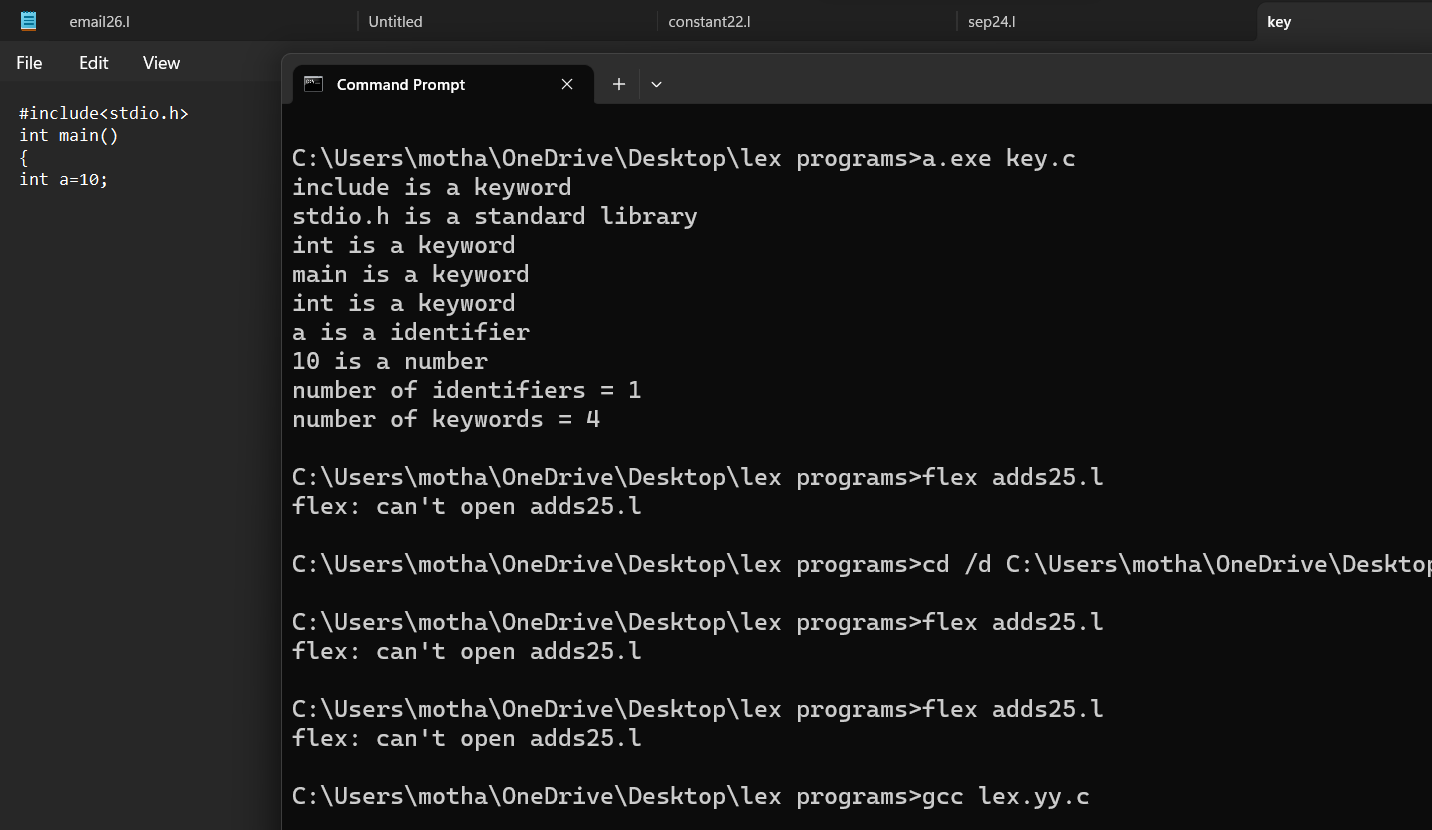 email26.l Untitled constant22.l sep24.l key
File Edit View
#include<stdio.h>
int main()
{
int a=10;
Command Prompt
C:\Users\motha\OneDrive\Desktop\lex programs>a.exe key.c
include is a keyword
stdio.h is a standard library
int is a keyword
main is a keyword
int is a keyword
a is a identifier
10 is a number
number of identifiers = 1
number of keywords = 4
C:\Users\motha\OneDrive\Desktop\lex programs>flex adds25.l
flex: can't open adds25.l
C:\Users\motha\OneDrive\Desktop\lex programs>cd /d C:\Users\motha\OneDrive\Desktop
C:\Users\motha\OneDrive\Desktop\lex programs>flex adds25.l
flex: can't open adds25.l
C:\Users\motha\OneDrive\Desktop\lex programs>flex adds25.l
flex: can't open adds25.l
C:\Users\motha\OneDrive\Desktop\lex programs>gcc lex.yy.c